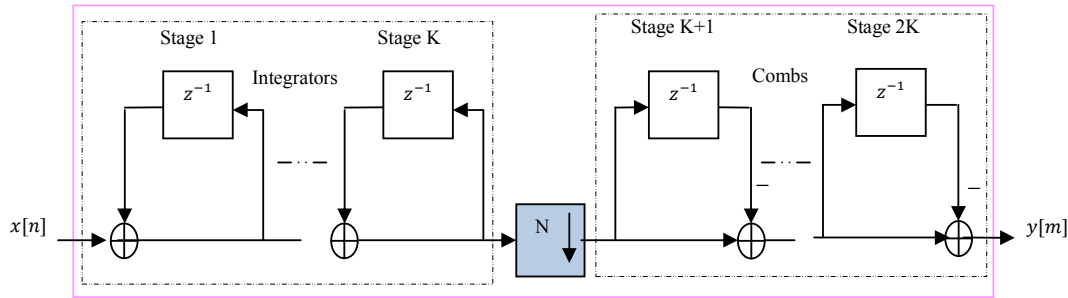 Stage 1
Stage K
Stage K+1
Stage 2K
Integrators
Combs
z⁻¹
z⁻¹
z⁻¹
z⁻¹
−
−
x[n]
N
y[m]